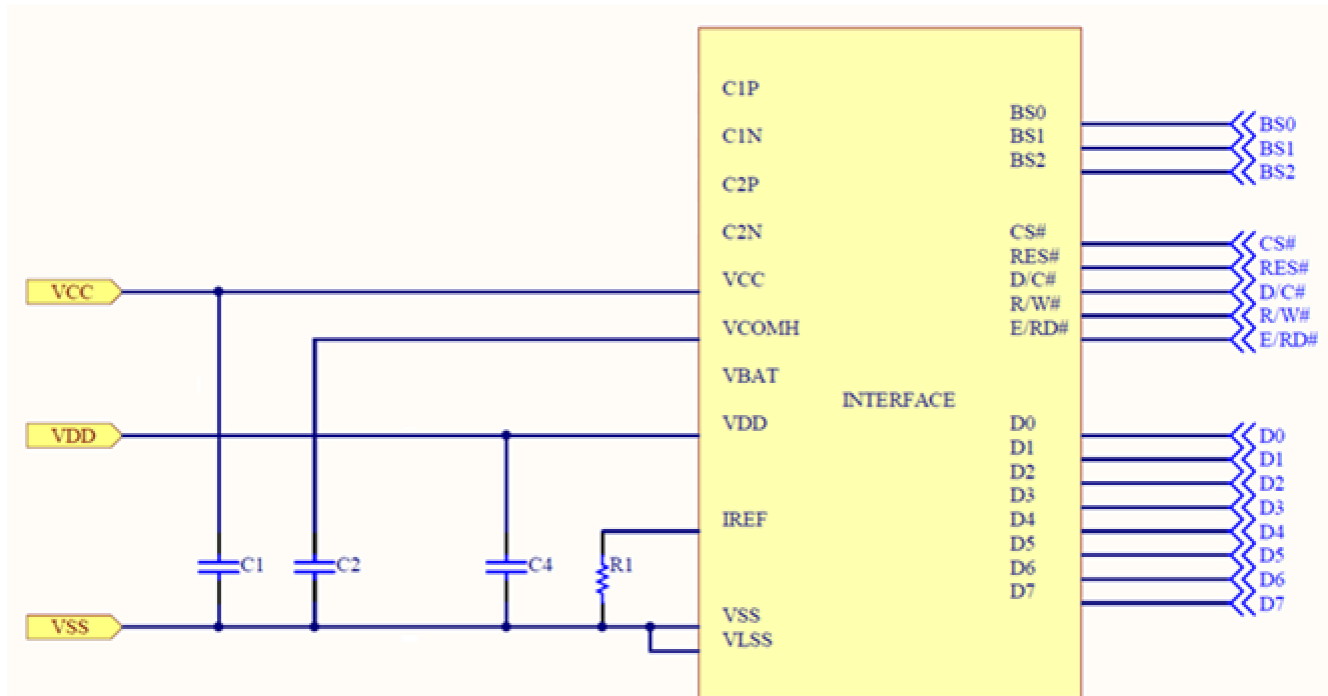 C1P
BS0 BS0
C1N BS1 BS1
BS2 BS2
C2P
C2N CS# CS#
RES# RES#
VCC VCC D/C# D/C#
R/W# R/W#
VCOMH E/RD# E/RD#
VBAT
INTERFACE
VDD VDD D0 D0
D1 D1
D2 D2
D3 D3
IREF D4 D4
D5 D5
C1 C2 C4 R1 D6 D6
D7 D7
VSS VSS
VLSS